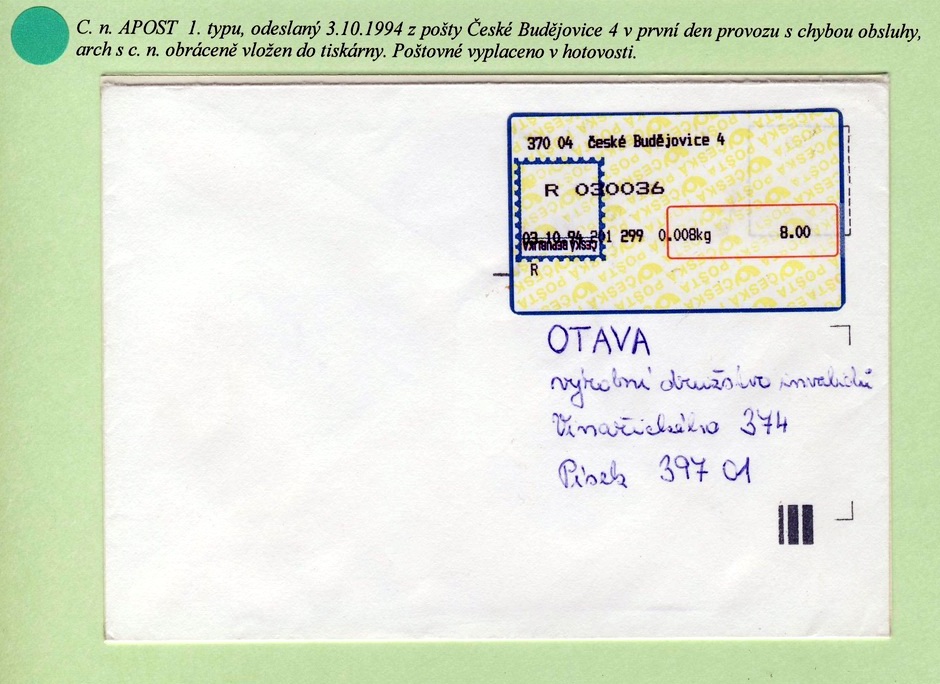 C. n. APOST 1. typu, odeslaný 3.10.1994 z pošty České Budějovice 4 v první den provozu s chybou obsluhy,
arch s c. n. obráceně vložen do tiskárny. Poštovné vyplaceno v hotovosti.
370 04 České Budějovice 4
R 030036
03.10.94 201 299 0.008kg 8.00
ČESKÁ REPUBLIKA
R
OTAVA
výrobní družstvo invalidů
Vinařického 374
Písek 397 01